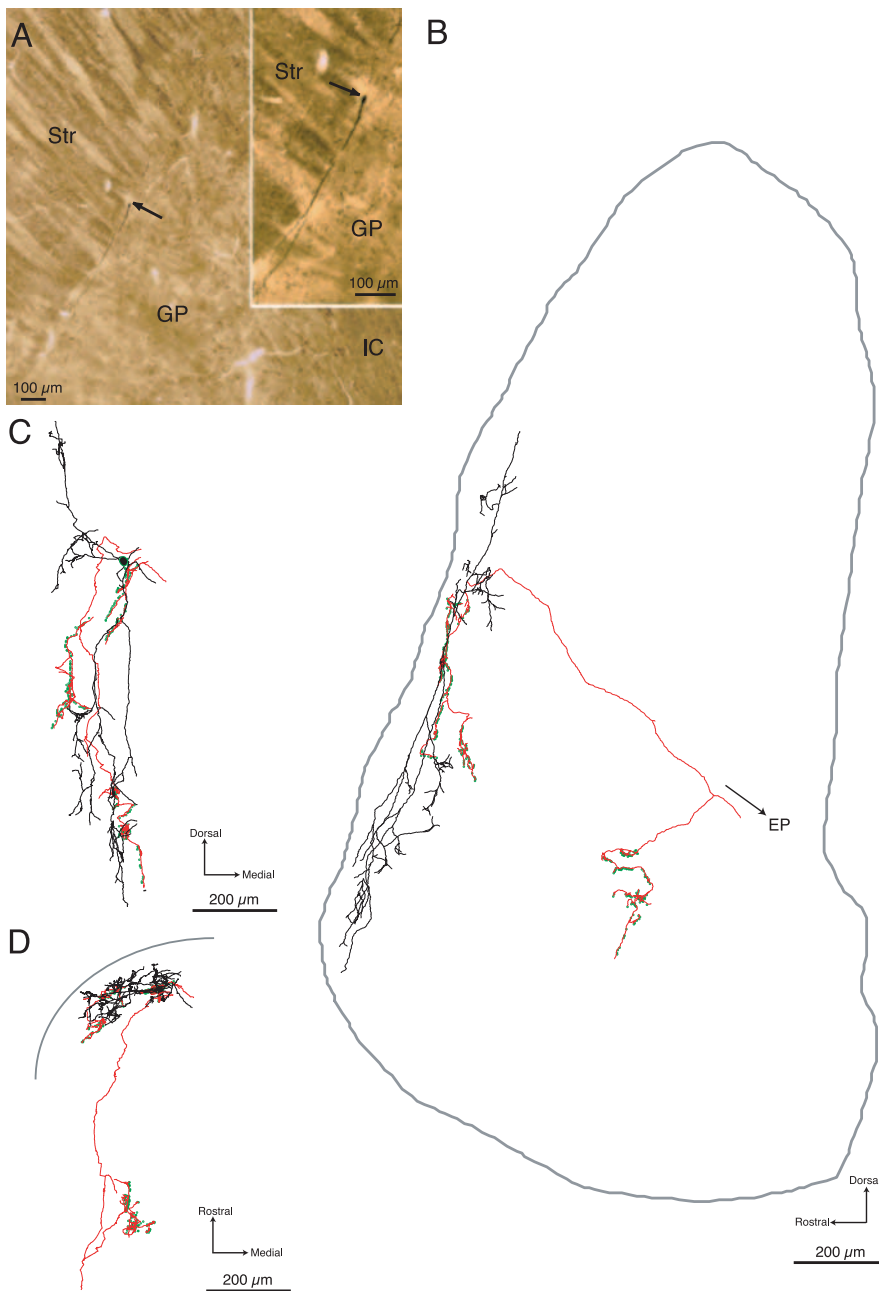 A
Str
GP
IC
100 µm
Str
GP
100 µm
B
EP
Dorsa
Rostral
200 µm
C
Dorsal
Medial
200 µm
D
Rostral
Medial
200 µm